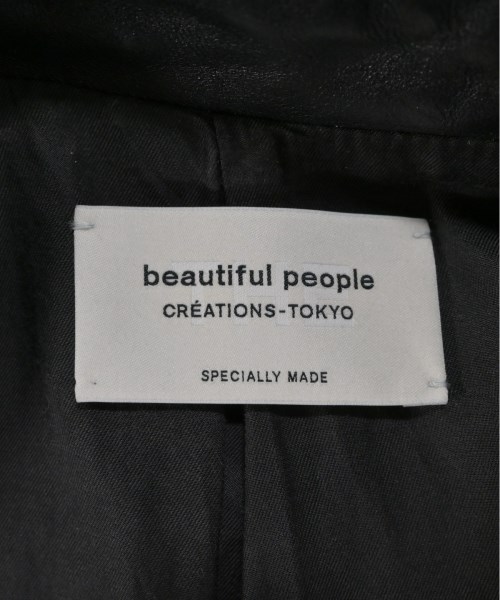 beautiful people
CRÉATIONS-TOKYO
SPECIALLY MADE